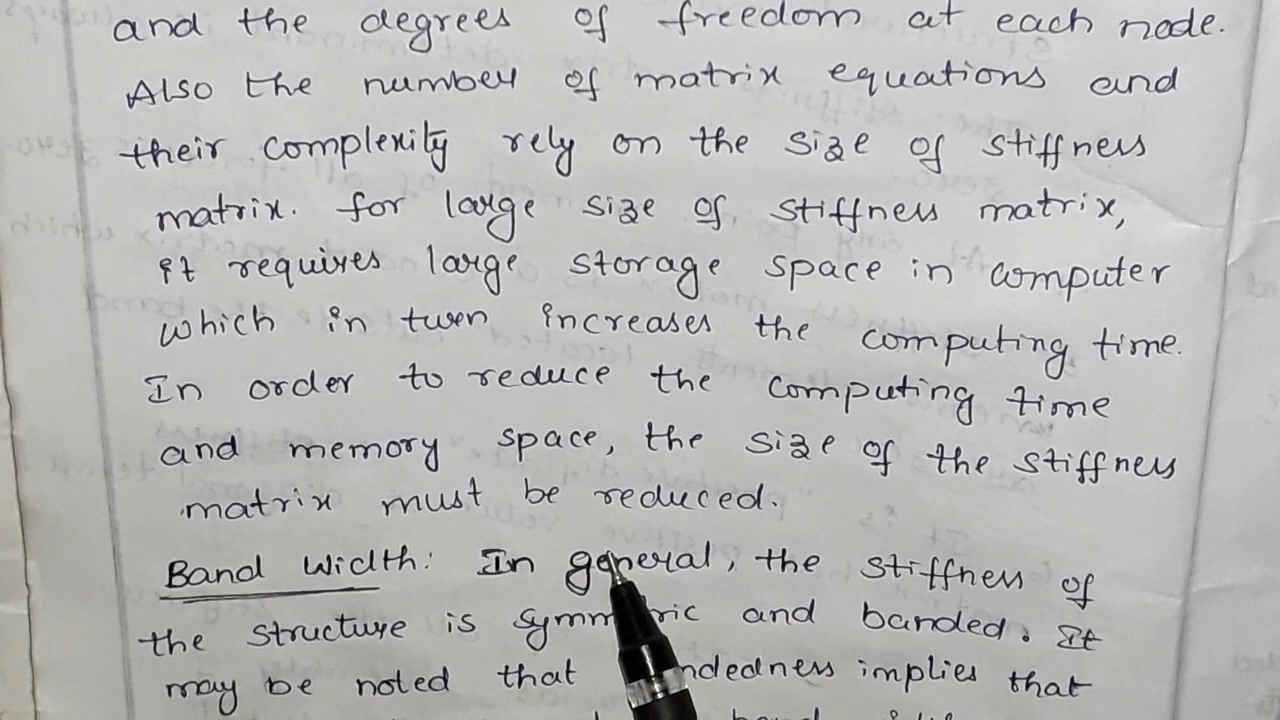 and the degrees of freedom at each node.
Also the number of matrix equations and
their complexity rely on the size of stiffness
matrix. for large size of stiffness matrix,
it requires large storage space in computer
which in turn increases the computing time.
In order to reduce the computing time
and memory space, the size of the stiffness
matrix must be reduced.
Band Width: In general, the stiffness of
the structure is symmetric and banded. It
may be noted that bandedness implies that